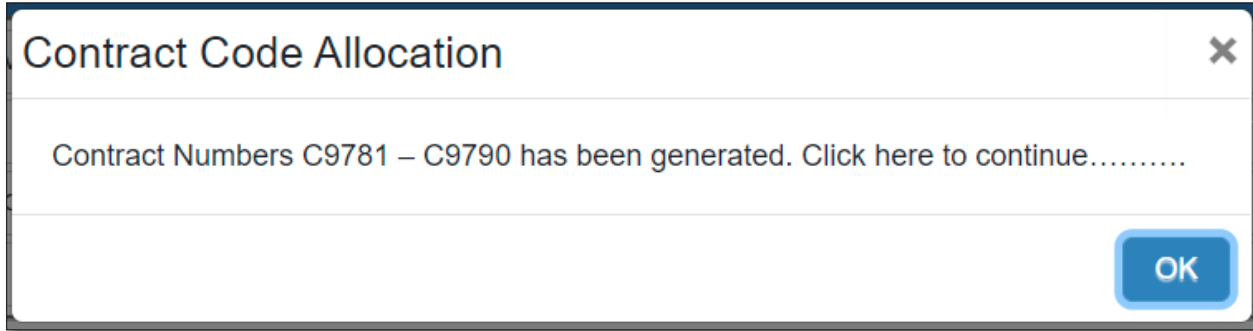 Contract Code Allocation
Contract Numbers C9781 – C9790 has been generated. Click here to continue……….
OK